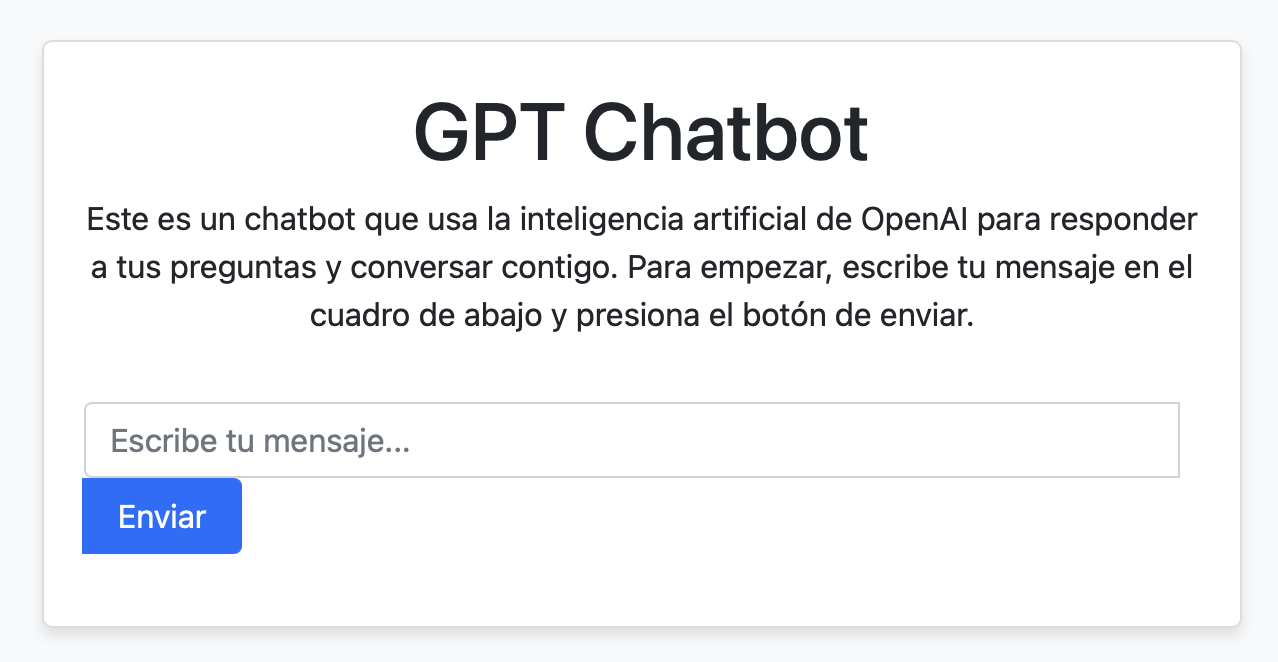 GPT Chatbot
Este es un chatbot que usa la inteligencia artificial de OpenAI para responder
a tus preguntas y conversar contigo. Para empezar, escribe tu mensaje en el
cuadro de abajo y presiona el botón de enviar.
Escribe tu mensaje...
Enviar